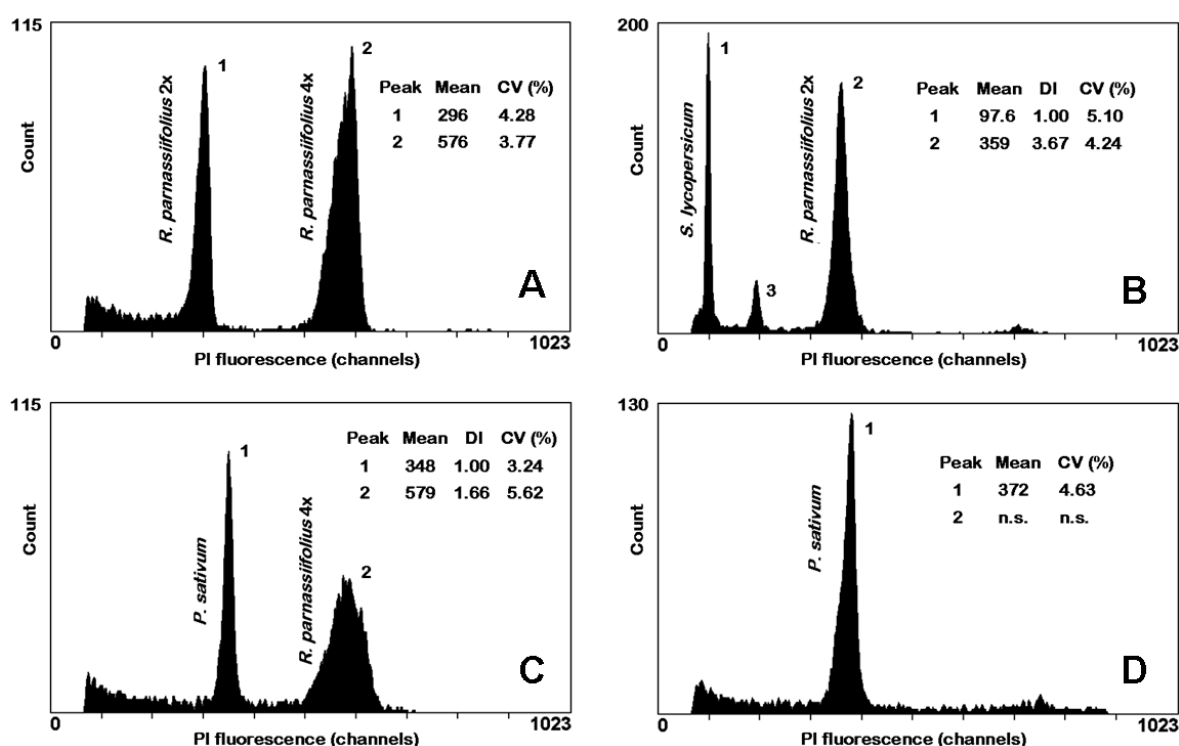 115
Count
R. parnassiifolius 2x
1
R. parnassiifolius 4x
2
Peak Mean CV (%)
1 296 4.28
2 576 3.77
A
0 1023
PI fluorescence (channels)
200
Count
S. lycopersicum
1
3
R. parnassiifolius 2x
2
Peak Mean DI CV (%)
1 97.6 1.00 5.10
2 359 3.67 4.24
B
0 1023
PI fluorescence (channels)
115
Count
P. sativum
1
R. parnassiifolius 4x
2
Peak Mean DI CV (%)
1 348 1.00 3.24
2 579 1.66 5.62
C
0 1023
PI fluorescence (channels)
130
Count
P. sativum
1
Peak Mean CV (%)
1 372 4.63
2 n.s. n.s.
D
0 1023
PI fluorescence (channels)